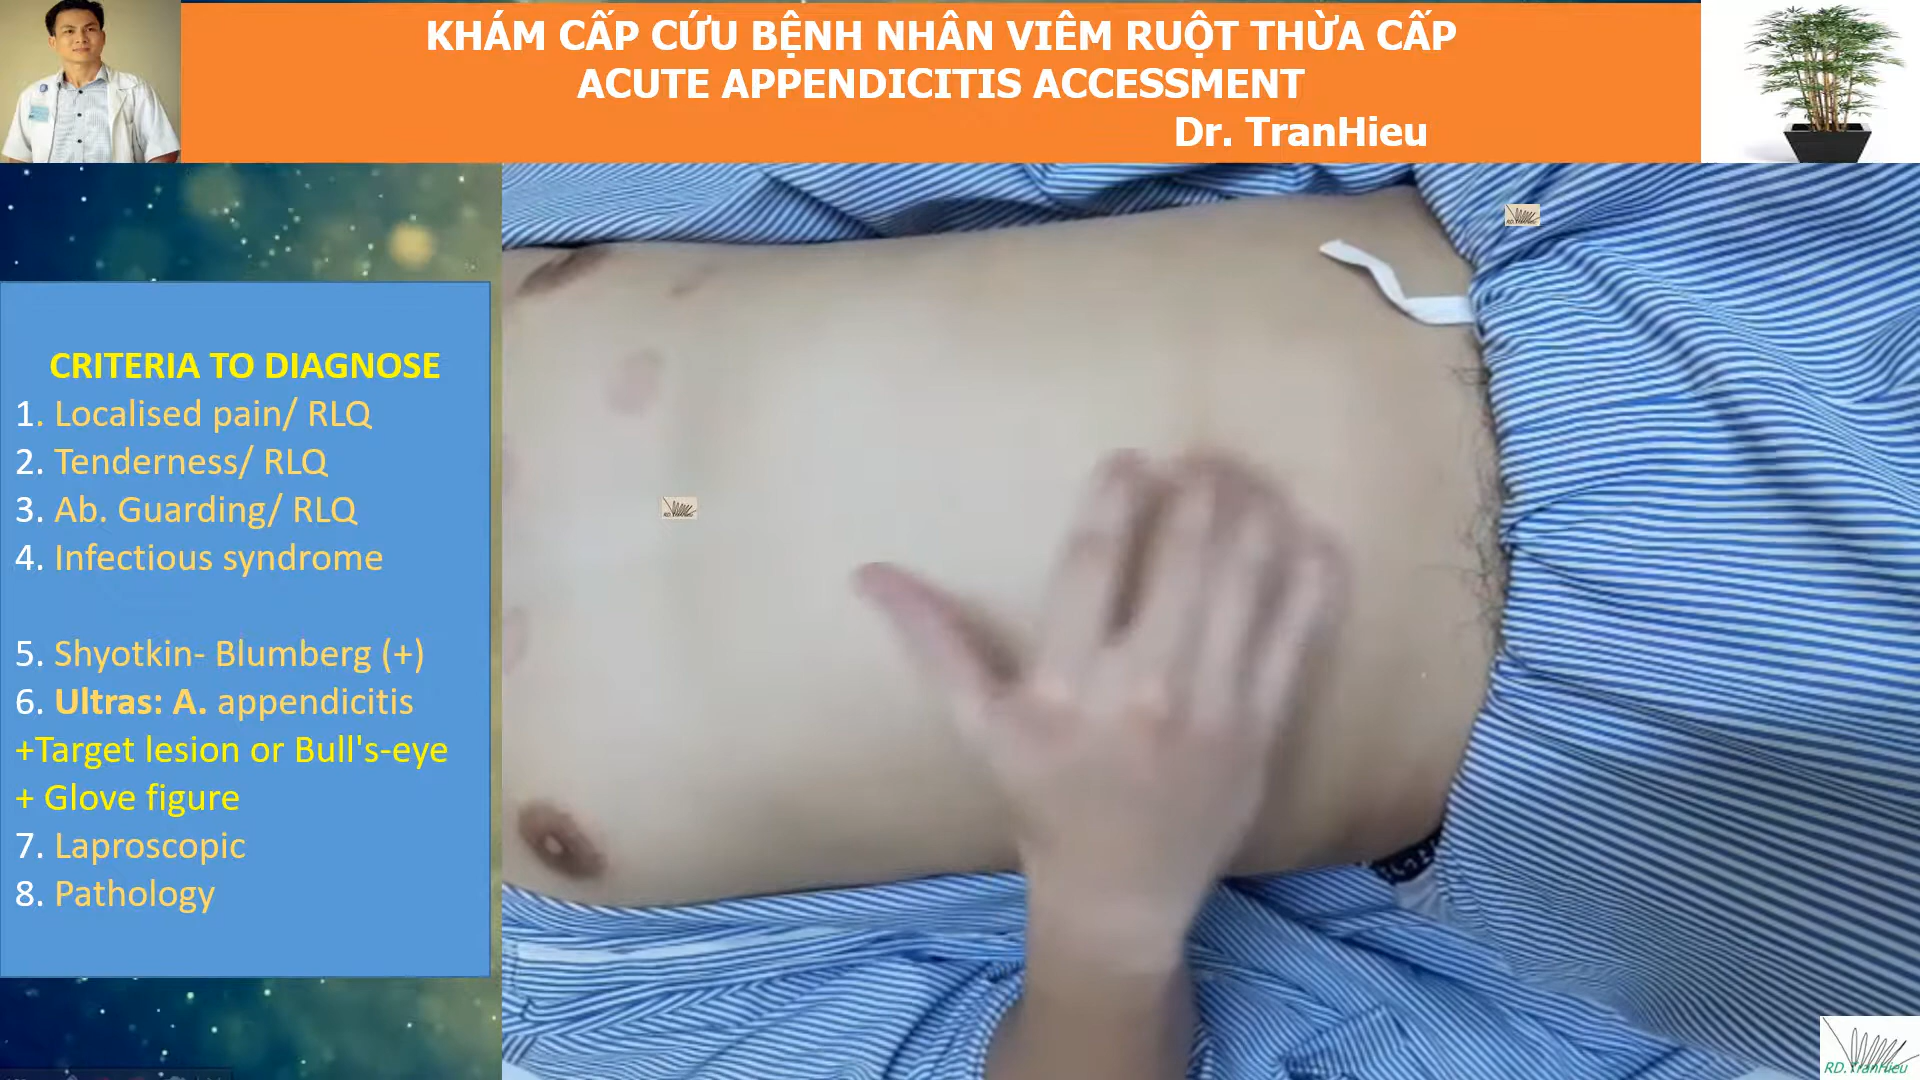 KHÁM CẤP CỨU BỆNH NHÂN VIÊM RUỘT THỪA CẤP
ACUTE APPENDICITIS ACCESSMENT
Dr. TranHieu
CRITERIA TO DIAGNOSE
1. Localised pain/ RLQ
2. Tenderness/ RLQ
3. Ab. Guarding/ RLQ
4. Infectious syndrome
5. Shyotkin- Blumberg (+)
6. Ultras: A. appendicitis
+Target lesion or Bull's-eye
+ Glove figure
7. Laproscopic
8. Pathology
RD.TranHieu